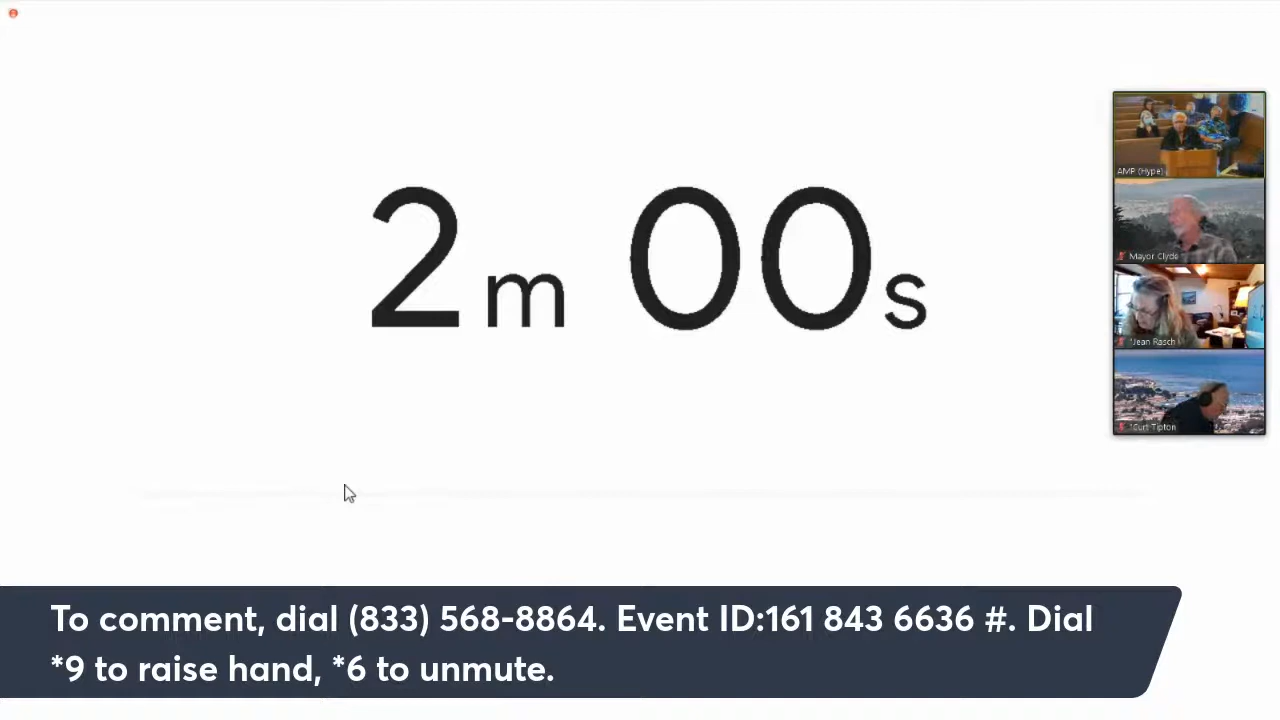 2m 00s
AMP (Hype)
Mayor Clyde
*Jean Rasch
*Curt Tipton
To comment, dial (833) 568-8864. Event ID:161 843 6636 #. Dial
*9 to raise hand, *6 to unmute.